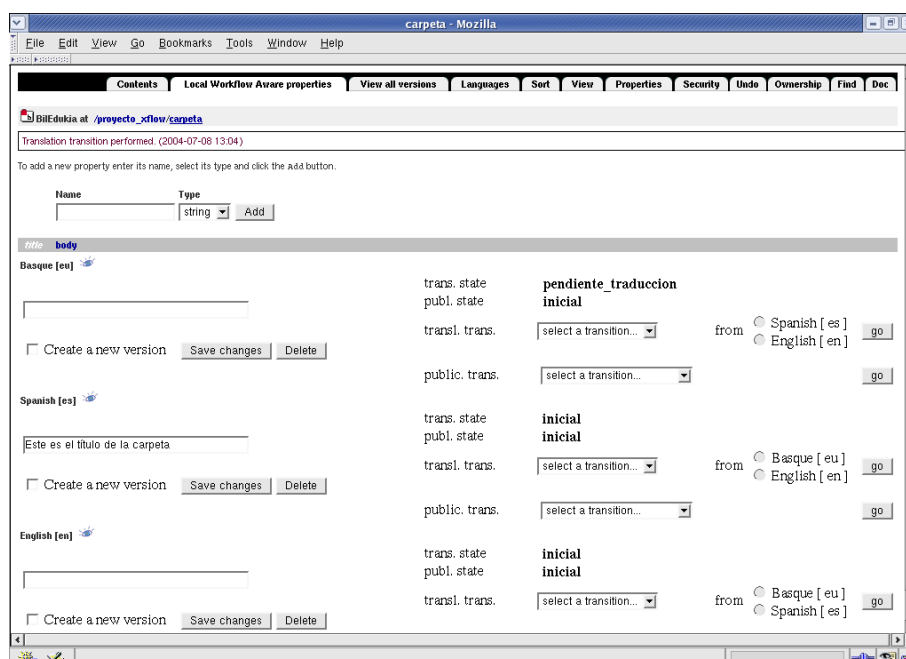 carpeta - Mozilla
File Edit View Go Bookmarks Tools Window Help
Contents Local Workflow Aware properties View all versions Languages Sort View Properties Security Undo Ownership Find Doc
BilEdukia at /proyecto_xflow/carpeta
Translation transition performed. (2004-07-08 13:04)
To add a new property enter its name, select its type and click the Add button.
Name Type
string Add
title body
Basque [eu]
trans. state pendiente_traduccion
publ. state inicial
transl. trans. select a transition... from Spanish [ es ] go
English [ en ]
Create a new version Save changes Delete
public. trans. select a transition... go
Spanish [es]
trans. state inicial
publ. state inicial
Este es el título de la carpeta
transl. trans. select a transition... from Basque [ eu ] go
English [ en ]
Create a new version Save changes Delete
public. trans. select a transition... go
English [en]
trans. state inicial
publ. state inicial
transl. trans. select a transition... from Basque [ eu ] go
Spanish [ es ]
Create a new version Save changes Delete